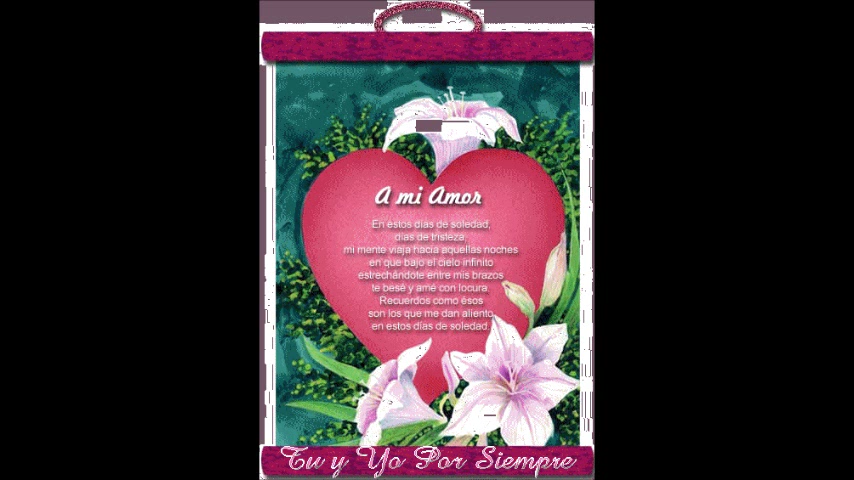 A mi Amor
En estos días de soledad,
días de tristeza,
mi mente viaja hacia aquellas noches
en que bajo el cielo infinito
estrechándote entre mis brazos
te besé y amé con locura.
Recuerdos como ésos
son los que me dan aliento
en estos días de soledad.
Tu y Yo Por Siempre